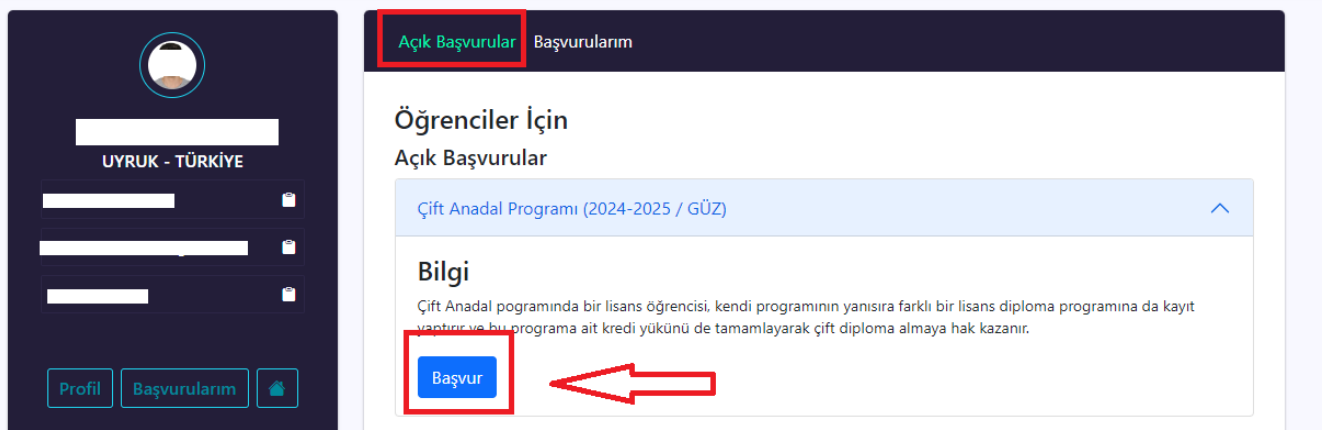 UYRUK - TÜRKİYE
Profil
Başvurularım
Açık Başvurular
Başvurularım
Öğrenciler İçin
Açık Başvurular
Çift Anadal Programı (2024-2025 / GÜZ)
Bilgi
Çift Anadal pogramında bir lisans öğrencisi, kendi programının yanısıra farklı bir lisans diploma programına da kayıt
yaptırır ve bu programa ait kredi yükünü de tamamlayarak çift diploma almaya hak kazanır.
Başvur